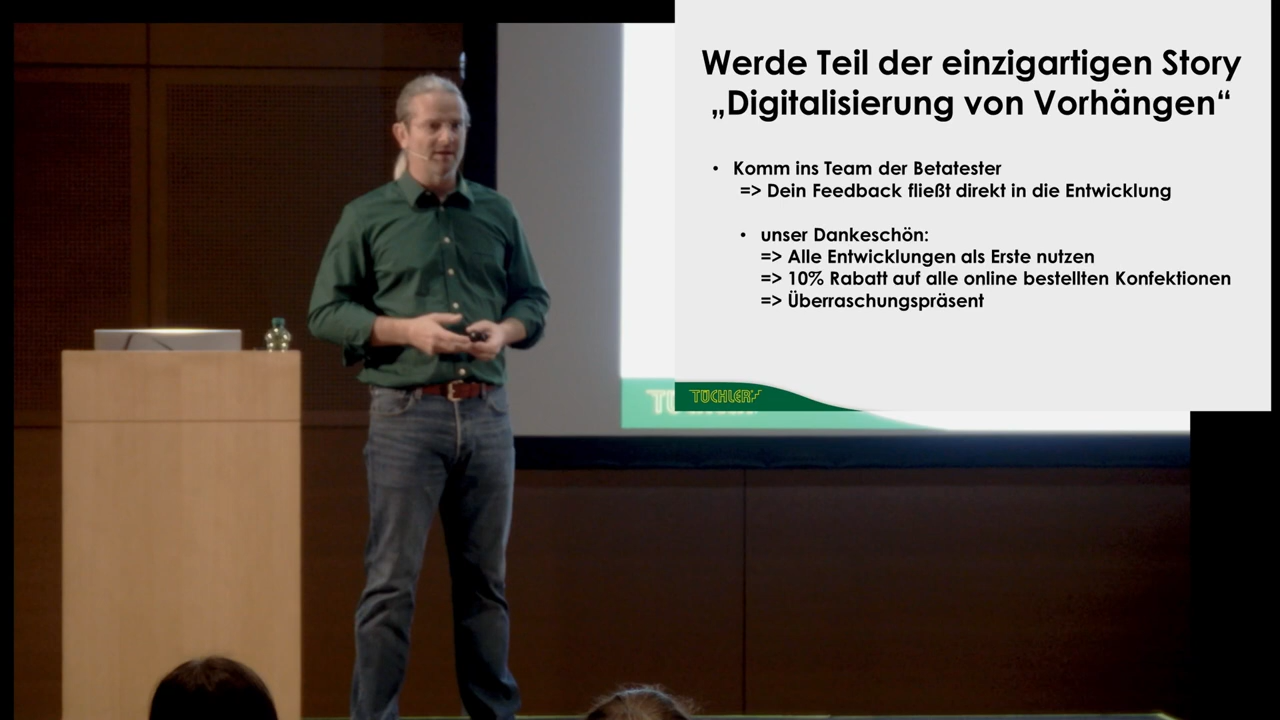 Werde Teil der einzigartigen Story
„Digitalisierung von Vorhängen“
• Komm ins Team der Betatester
=> Dein Feedback fließt direkt in die Entwicklung
• unser Dankeschön:
=> Alle Entwicklungen als Erste nutzen
=> 10% Rabatt auf alle online bestellten Konfektionen
=> Überraschungspräsent
TÜCHLER